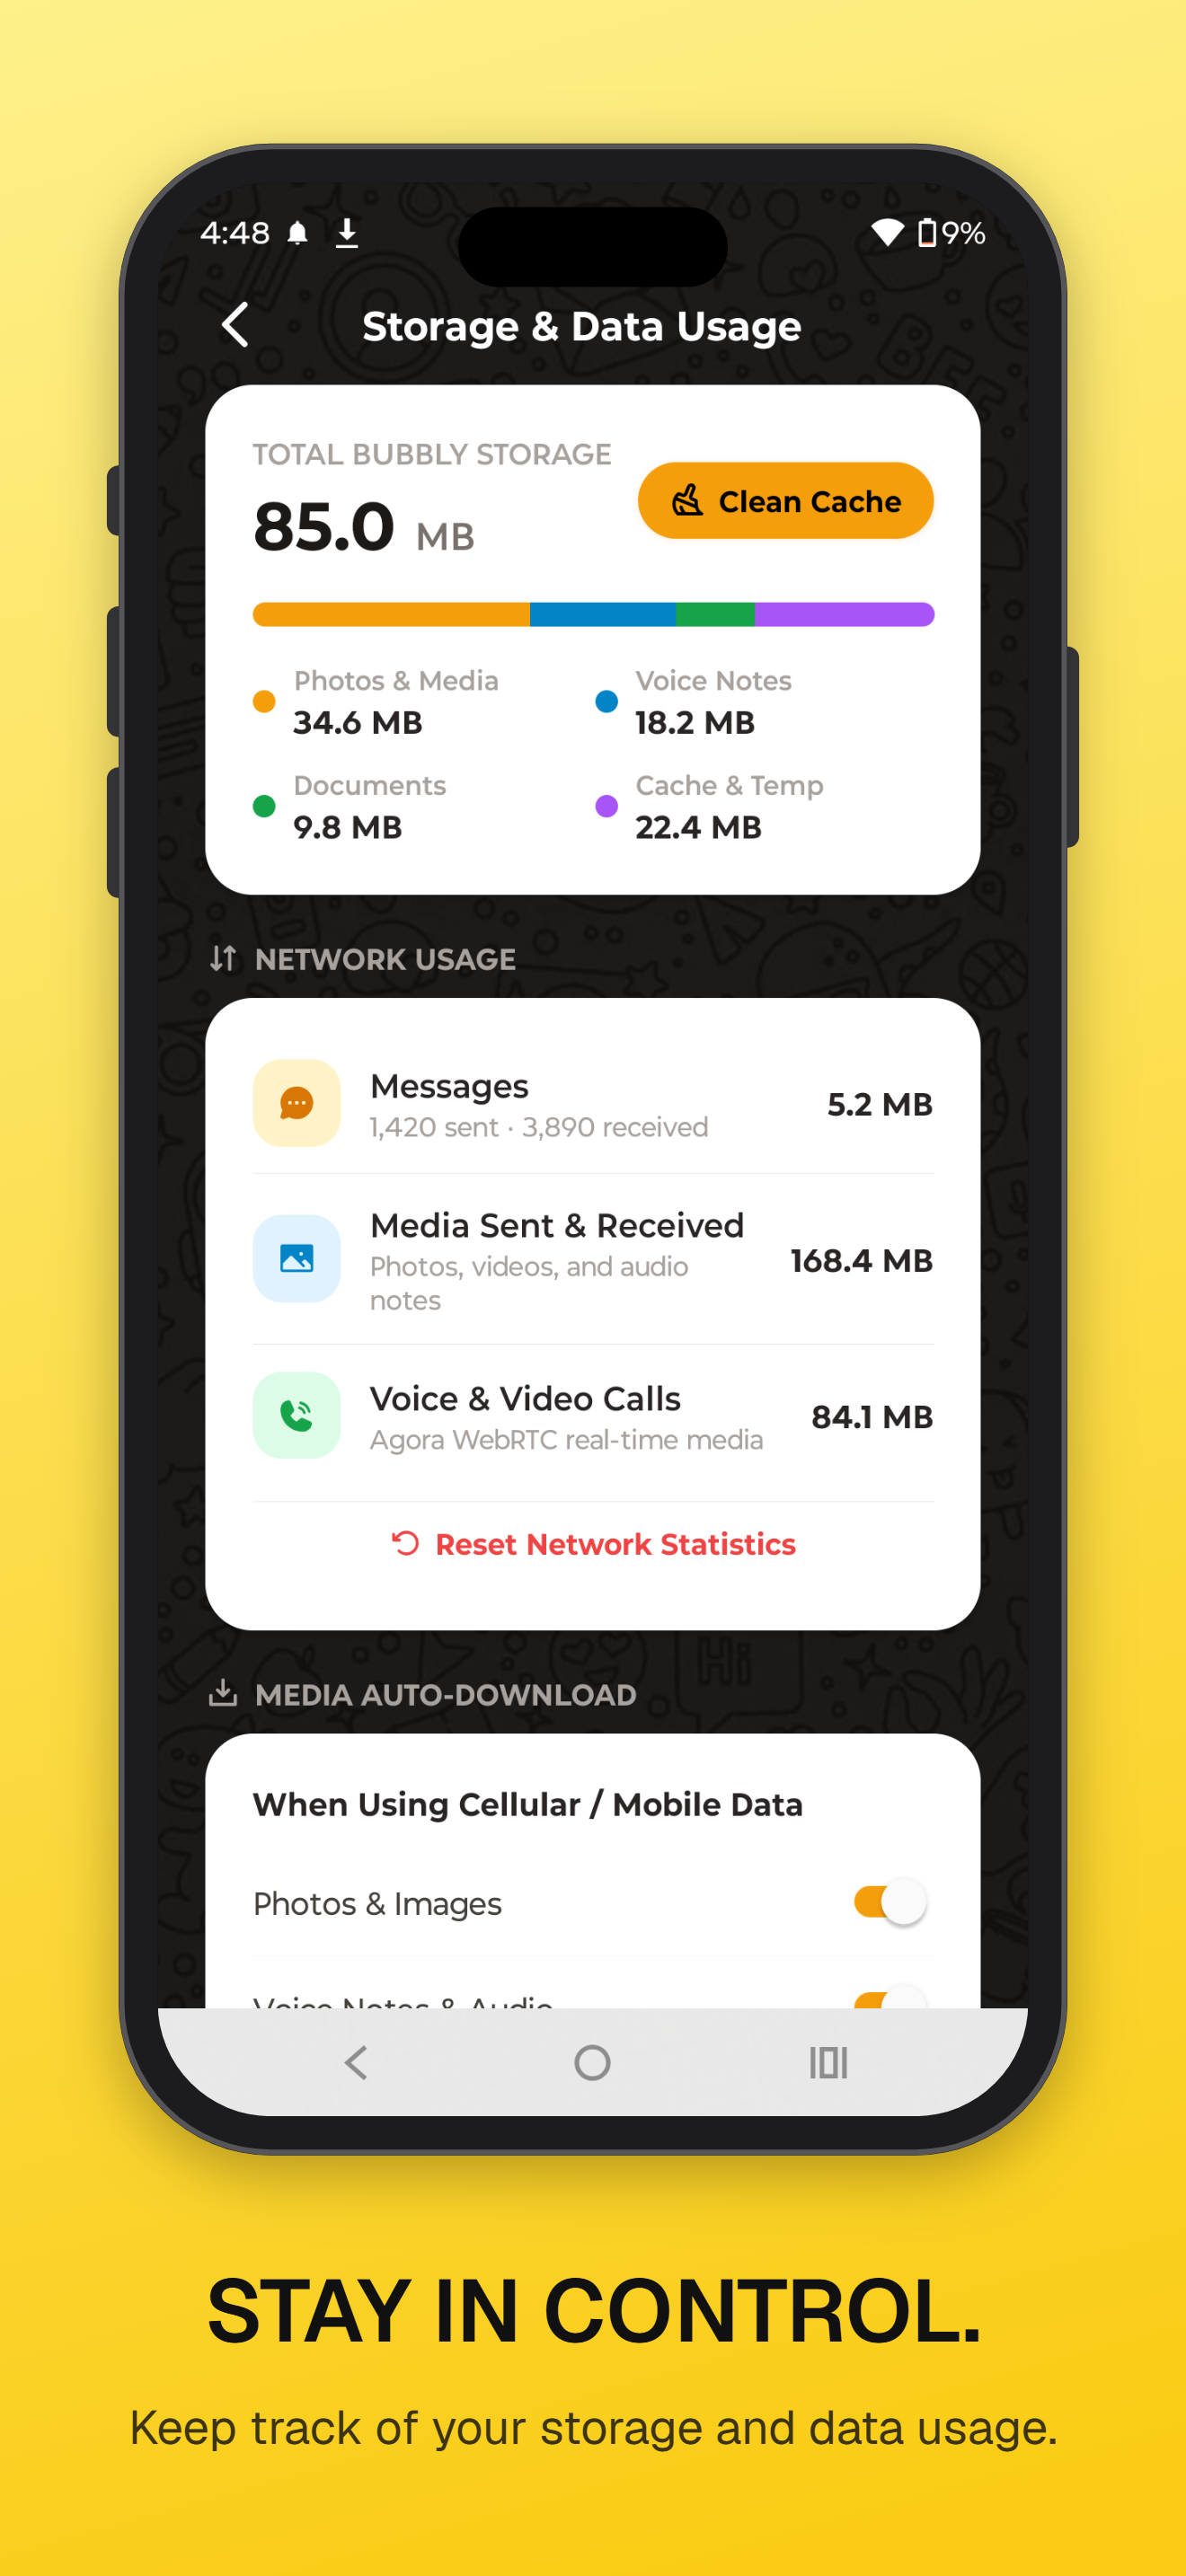 4:48
9%
Storage & Data Usage
TOTAL BUBBLY STORAGE
85.0 MB
Clean Cache
Photos & Media
34.6 MB
Voice Notes
18.2 MB
Documents
9.8 MB
Cache & Temp
22.4 MB
NETWORK USAGE
Messages
1,420 sent · 3,890 received
5.2 MB
Media Sent & Received
Photos, videos, and audio
notes
168.4 MB
Voice & Video Calls
Agora WebRTC real-time media
84.1 MB
Reset Network Statistics
MEDIA AUTO-DOWNLOAD
When Using Cellular / Mobile Data
Photos & Images
Voice Notes & Audio
STAY IN CONTROL.
Keep track of your storage and data usage.